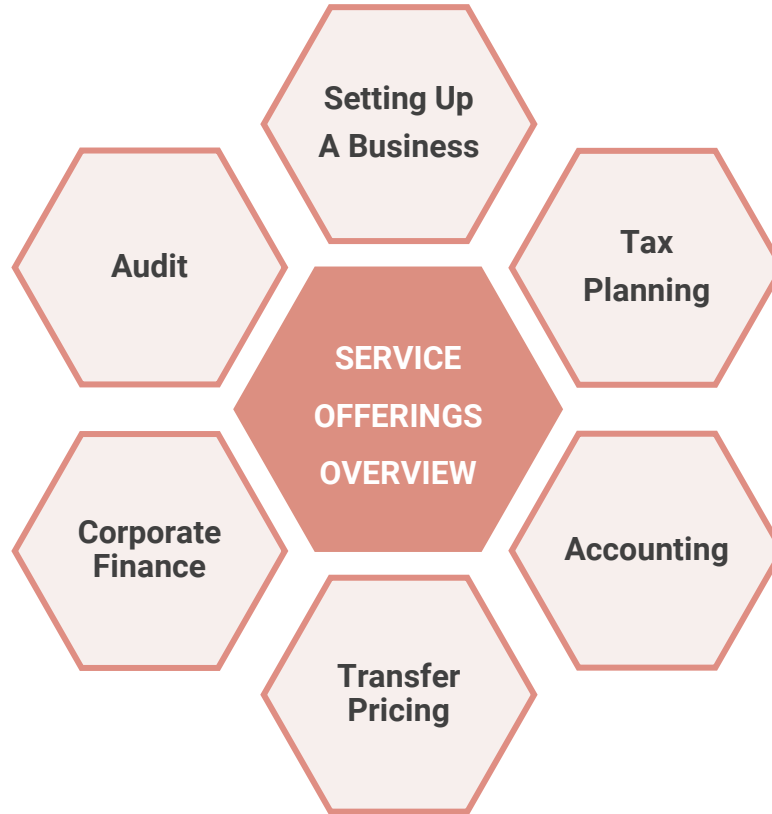 Setting Up
A Business
Tax
Planning
Audit
SERVICE
OFFERINGS
OVERVIEW
Corporate
Finance
Accounting
Transfer
Pricing